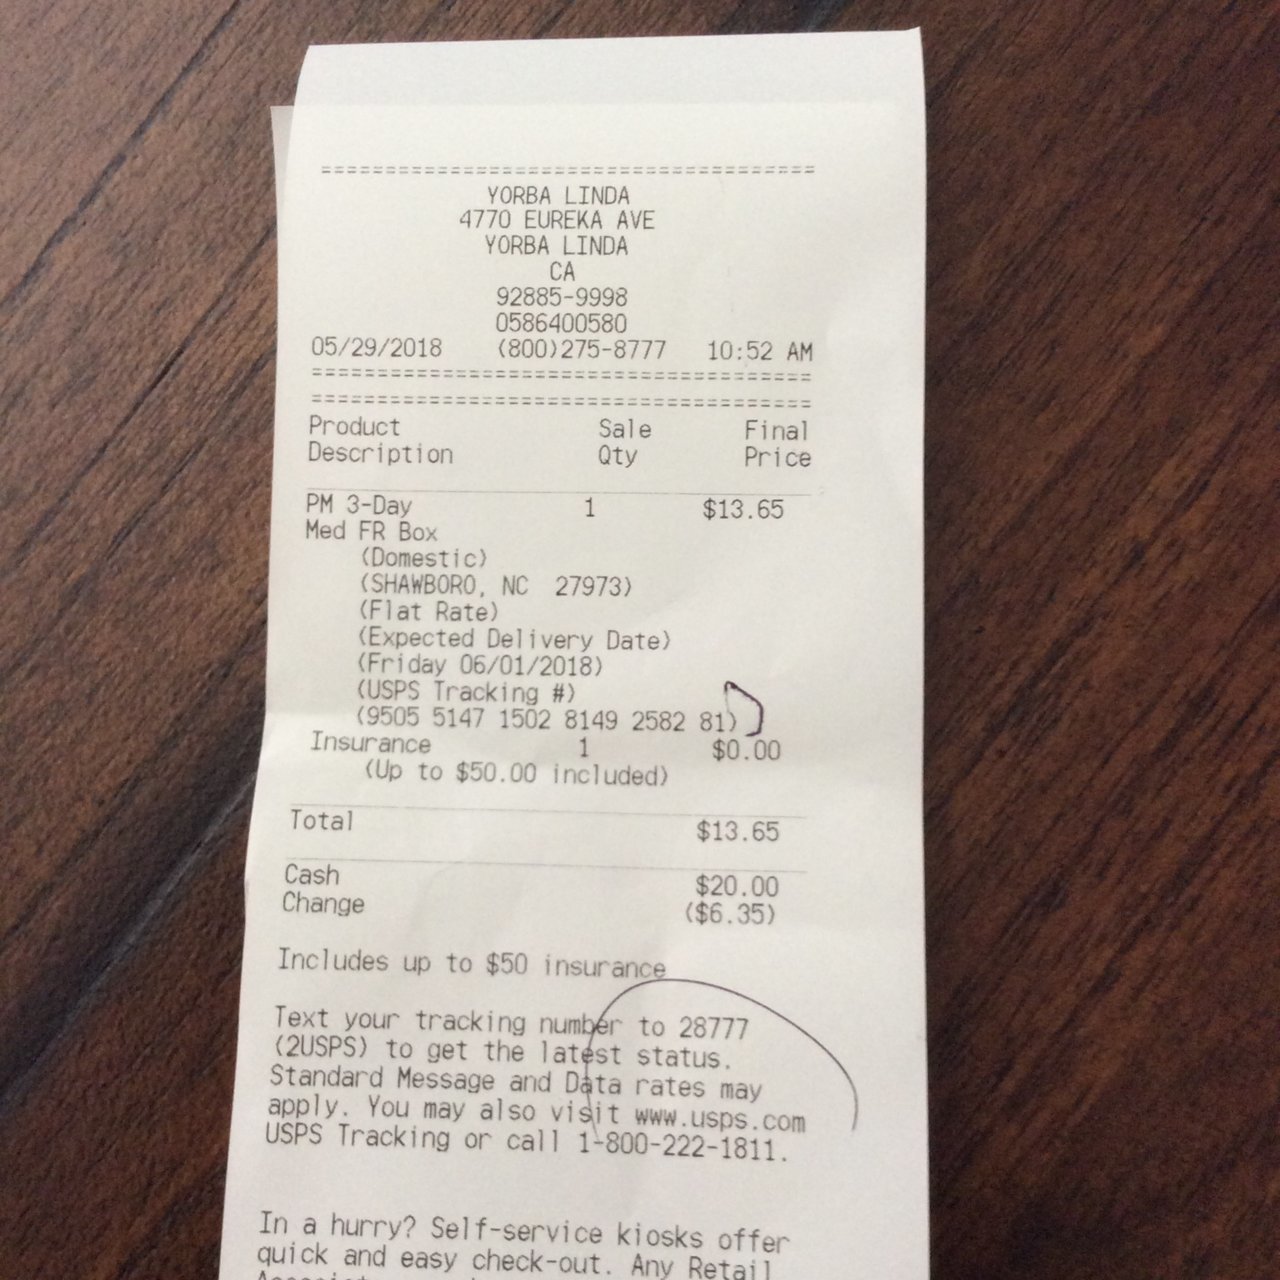 ====================================
YORBA LINDA
4770 EUREKA AVE
YORBA LINDA
CA
92885-9998
0586400580
05/29/2018 (800)275-8777 10:52 AM
====================================
====================================
Product Sale Final
Description Qty Price
PM 3-Day 1 $13.65
Med FR Box
(Domestic)
(SHAWBORO, NC 27973)
(Flat Rate)
(Expected Delivery Date)
(Friday 06/01/2018)
(USPS Tracking #)
(9505 5147 1502 8149 2582 81)
Insurance 1 $0.00
(Up to $50.00 included)
Total $13.65
Cash $20.00
Change ($6.35)
Includes up to $50 insurance
Text your tracking number to 28777
(2USPS) to get the latest status.
Standard Message and Data rates may
apply. You may also visit www.usps.com
USPS Tracking or call 1-800-222-1811.
In a hurry? Self-service kiosks offer
quick and easy check-out. Any Retail